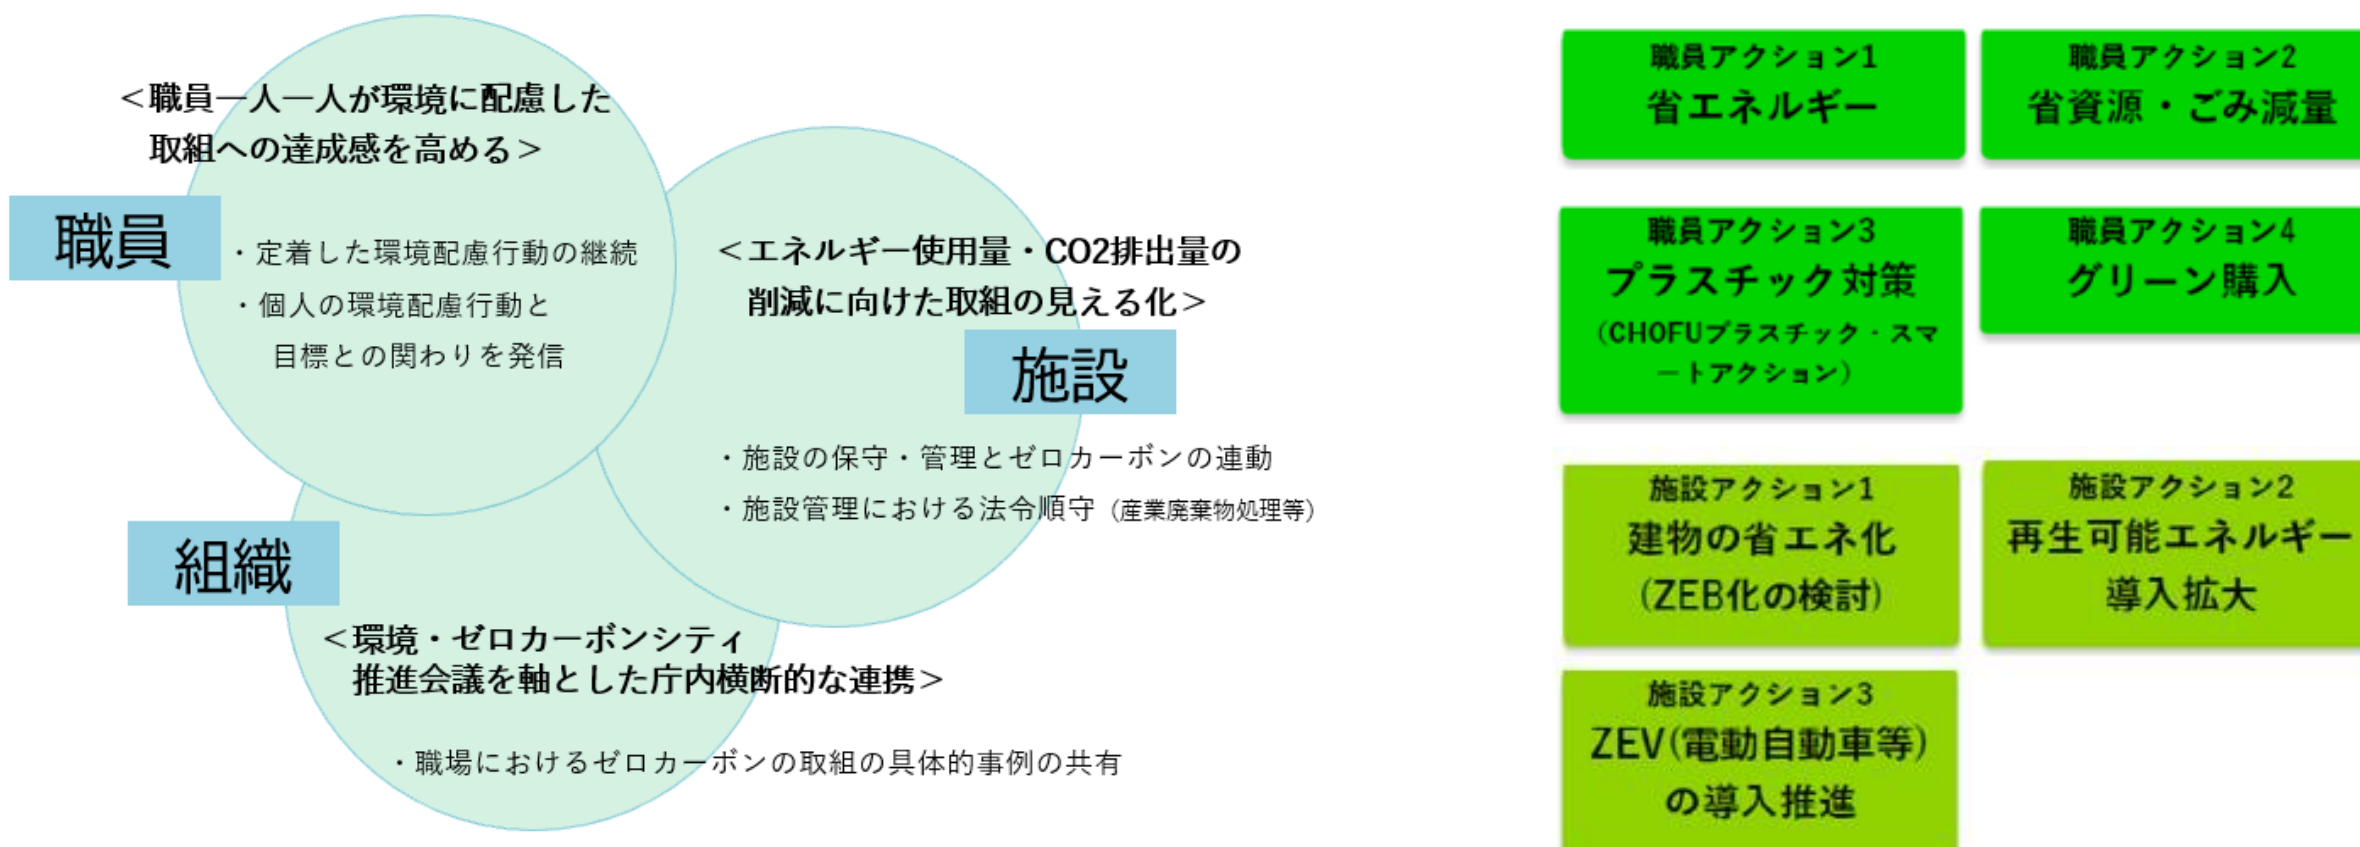 ＜職員一人一人が環境に配慮した
取組への達成感を高める＞
職員
・定着した環境配慮行動の継続
・個人の環境配慮行動と
目標との関わりを発信
＜エネルギー使用量・CO2排出量の
削減に向けた取組の見える化＞
施設
・施設の保守・管理とゼロカーボンの連動
・施設管理における法令順守（産業廃棄物処理等）
組織
＜環境・ゼロカーボンシティ
推進会議を軸とした庁内横断的な連携＞
・職場におけるゼロカーボンの取組の具体的事例の共有
職員アクション1
省エネルギー
職員アクション2
省資源・ごみ減量
職員アクション3
プラスチック対策
（CHOFUプラスチック・スマ
ートアクション）
職員アクション4
グリーン購入
施設アクション1
建物の省エネ化
(ZEB化の検討)
施設アクション2
再生可能エネルギー
導入拡大
施設アクション3
ZEV(電動自動車等)
の導入推進